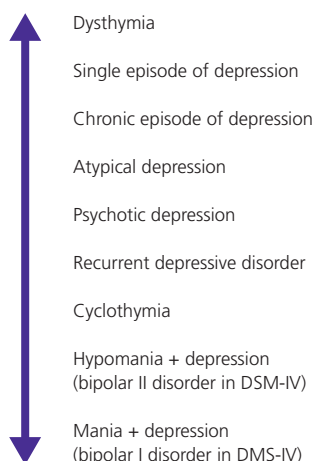 Dysthymia
Single episode of depression
Chronic episode of depression
Atypical depression
Psychotic depression
Recurrent depressive disorder
Cyclothymia
Hypomania + depression
(bipolar II disorder in DSM-IV)
Mania + depression
(bipolar I disorder in DMS-IV)